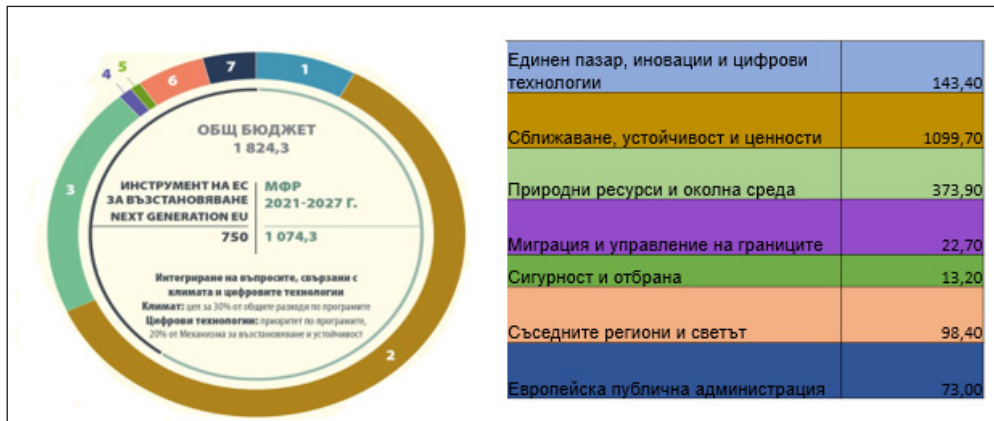 4
5
6
7
1
3
2
ОБЩ БЮДЖЕТ
1 824,3
ИНСТРУМЕНТ НА ЕС
ЗА ВЪЗСТАНОВЯВАНЕ
NEXT GENERATION EU
750
МФР
2021-2027 Г.
1 074,3
Интегриране на въпросите, свързани с
климата и цифровите технологии
Климат: цел за 30% от общите разходи по програмите
Цифрови технологии: приоритет по програмите,
20% от Механизма за възстановяване и устойчивост
Единен пазар, иновации и цифрови
технологии 143,40
Сближаване, устойчивост и ценности 1099,70
Природни ресурси и околна среда 373,90
Миграция и управление на границите 22,70
Сигурност и отбрана 13,20
Съседните региони и светът 98,40
Европейска публична администрация 73,00